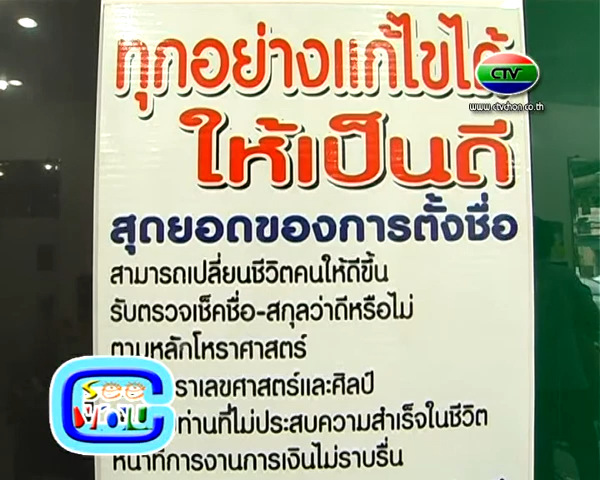 ทุกอย่างแก้ไขได้
CTV
www.ctvchon.co.th
ให้เป็นดี
สุดยอดของการตั้งชื่อ
สามารถเปลี่ยนชีวิตคนให้ดีขึ้น
รับตรวจเช็คชื่อ-สกุลว่าดีหรือไม่
ตามหลักโหราศาสตร์
ราเลขศาสตร์และศิลป์
See
ท่านที่ไม่ประสบความสำเร็จในชีวิต
หน้าที่การงานการเงินไม่ราบรื่น